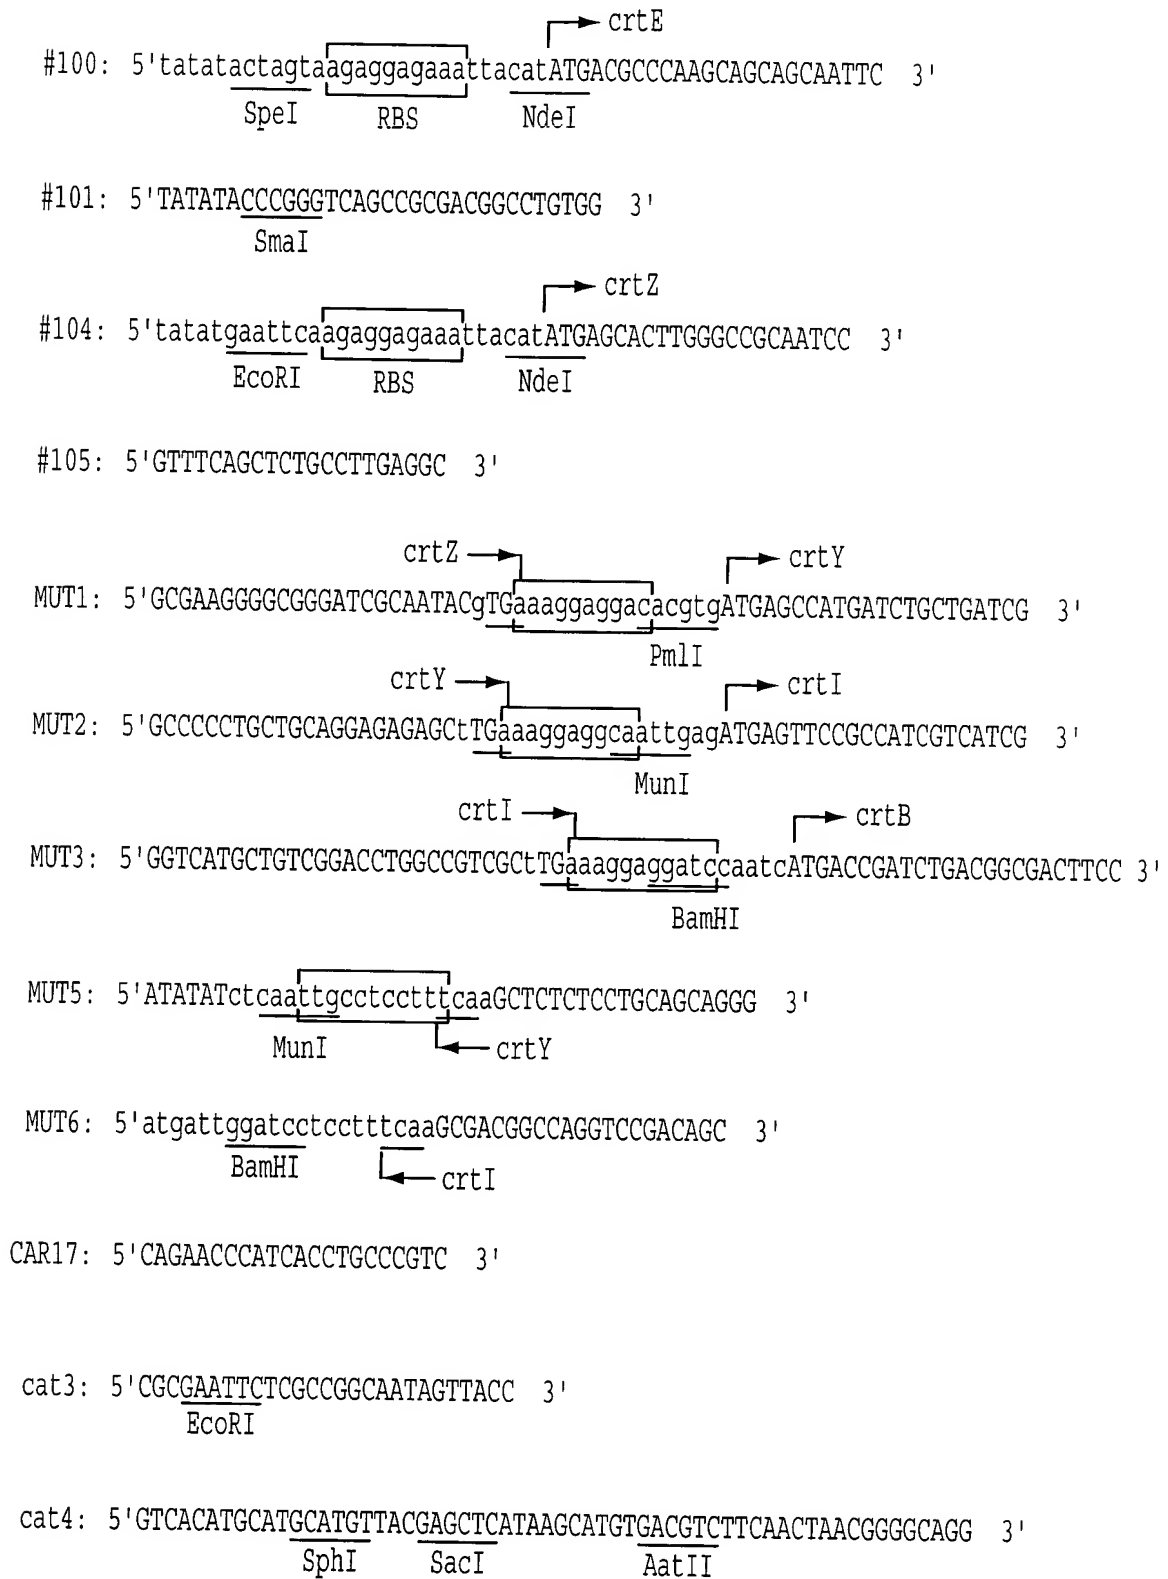 crtE
#100: 5'tatatactagtaagaggagaaattacatATGACGCCCAAGCAGCAGCAATTC 3'
SpeI RBS NdeI
#101: 5'TATATACCCGGGTCAGCCGCGACGGCCTGTGG 3'
SmaI
crtZ
#104: 5'tatatgaattcaagaggagaaattacatATGAGCACTTGGGCCGCAATCC 3'
EcoRI RBS NdeI
#105: 5'GTTTCAGCTCTGCCTTGAGGC 3'
crtZ crtY
MUT1: 5'GCGAAGGGGCGGGATCGCAATACgTGaaaggaggacacgtgATGAGCCATGATCTGCTGATCG 3'
PmlI
crtY crtI
MUT2: 5'GCCCCCTGCTGCAGGAGAGAGCtTGaaaggaggcaattgagATGAGTTCCGCCATCGTCATCG 3'
MunI
crtI crtB
MUT3: 5'GGTCATGCTGTCGGACCTGGCCGTCGCtTGaaaggaggatccaatcATGACCGATCTGACGGCGACTTCC 3'
BamHI
MUT5: 5'ATATATctcaattgcctcctttcaaGCTCTCTCCTGCAGCAGGG 3'
MunI crtY
MUT6: 5'atgattggatcctcctttcaaGCGACGGCCAGGTCCGACAGC 3'
BamHI crtI
CAR17: 5'CAGAACCCATCACCTGCCCGTC 3'
cat3: 5'CGCGAATTCTCGCCGGCAATAGTTACC 3'
EcoRI
cat4: 5'GTCACATGCATGCATGTTACGAGCTCATAAGCATGTGACGTCTTCAACTAACGGGGCAGG 3'
SphI SacI AatII